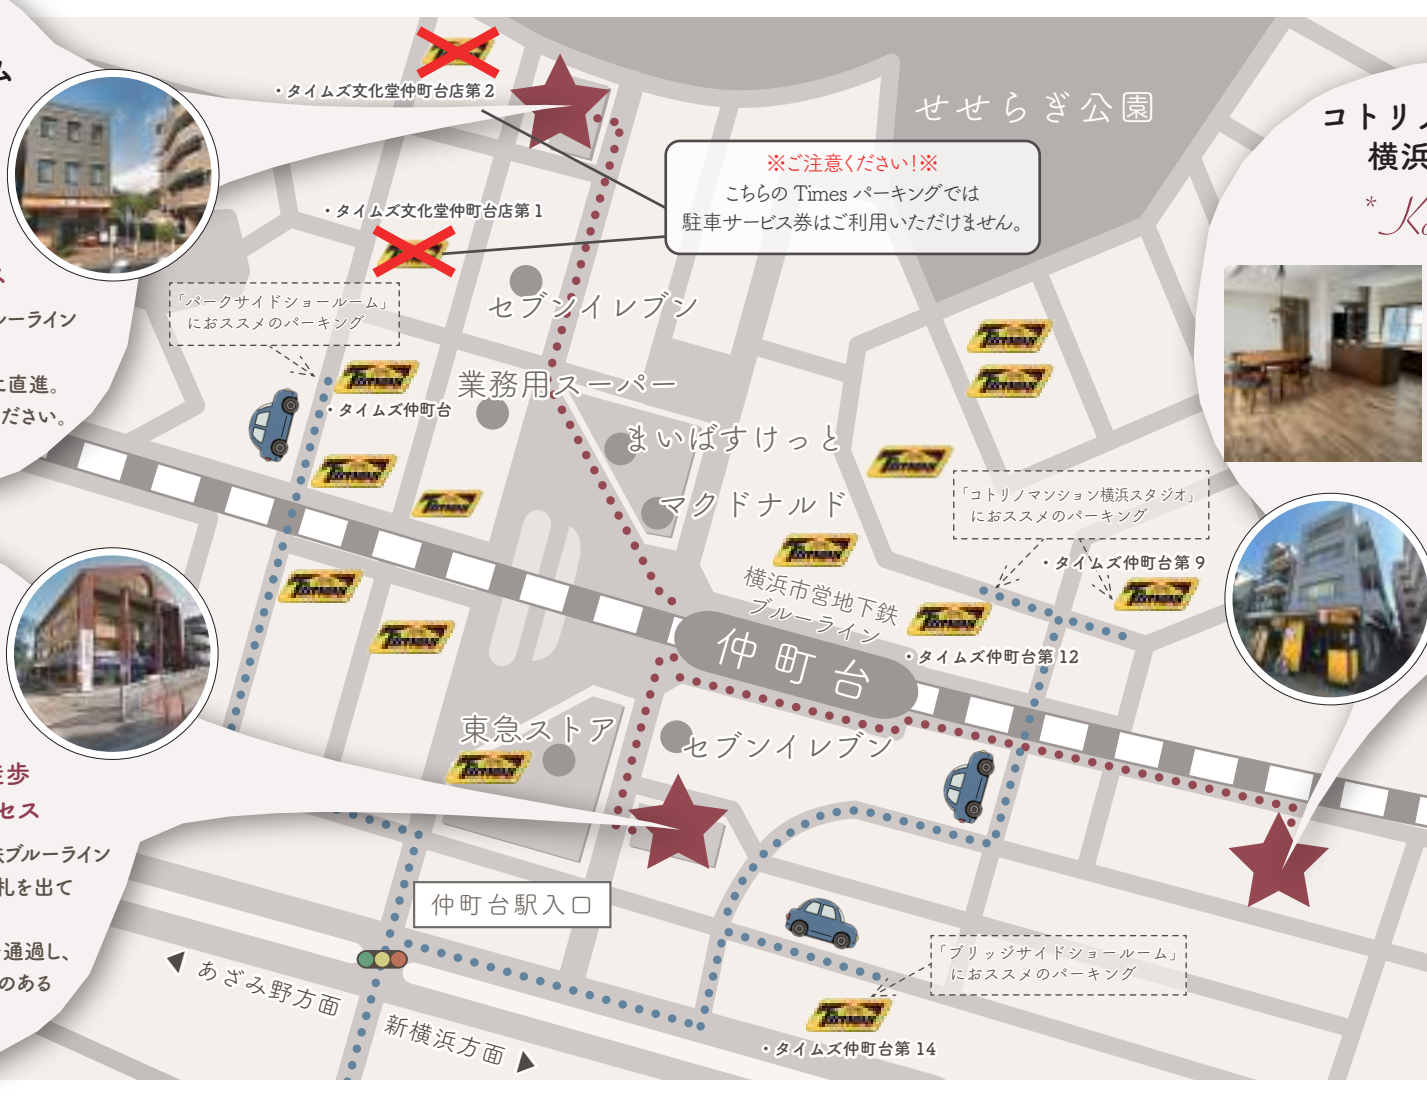 ム
ス
ルーライン
に直進。
ださい。
・タイムズ文化堂仲町台店第2
・タイムズ文化堂仲町台店第1
せせらぎ公園
※ご注意ください!※
こちらの Times パーキングでは
駐車サービス券はご利用いただけません。
コトリノ
横浜
*
「パークサイドショールーム」
におススメのパーキング
・タイムズ仲町台
セブンイレブン
業務用スーパー
まいばすけっと
マクドナルド
「コトリノマンション横浜スタジオ」
におススメのパーキング
・タイムズ仲町台第9
横浜市営地下鉄
ブルーライン
仲町台
・タイムズ仲町台第12
東急ストア
セブンイレブン
徒歩
セス
ブルーライン
札を出て
通過し、
のある
仲町台駅入口
◀ あざみ野方面
新横浜方面 ▶
「ブリッジサイドショールーム」
におススメのパーキング
・タイムズ仲町台第14